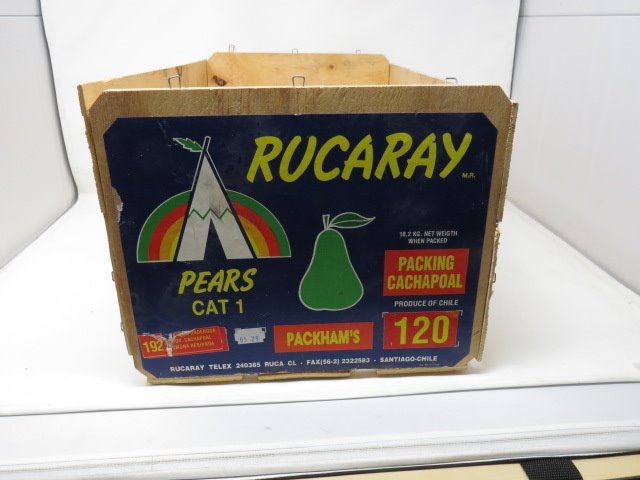 RUCARAY
M.R.
18,2 KG. NET WEIGTH
WHEN PACKED
PEARS
CAT 1
PACKING
CACHAPOAL
PRODUCE OF CHILE
PACKHAM'S
120
192
CACHAPOAL
RUCARAY TELEX 240385 RUCA CL - FAX(56-2) 2322583 - SANTIAGO-CHILE